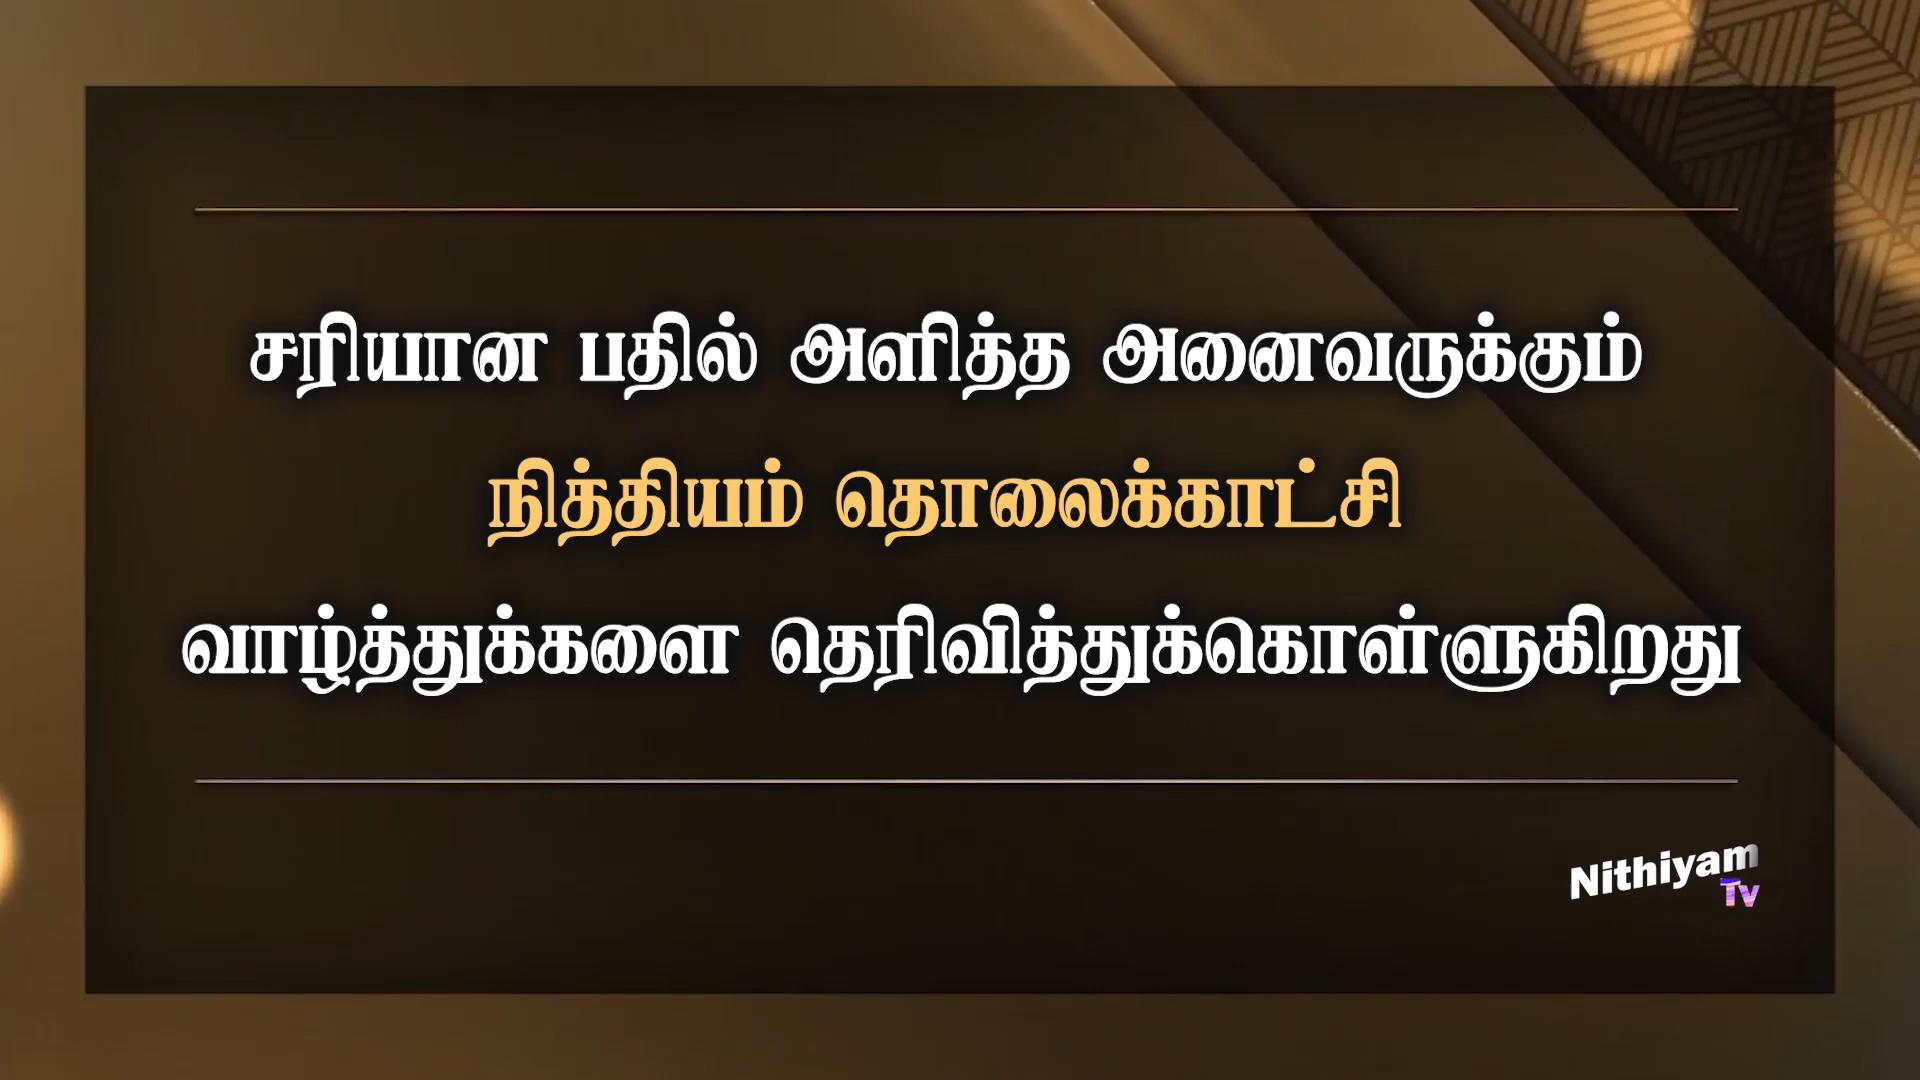 சரியான பதில் அளித்த அனைவருக்கும்
நித்தியம் தொலைக்காட்சி
வாழ்த்துக்களை தெரிவித்துக்கொள்ளுகிறது
Nithiyam
Tv